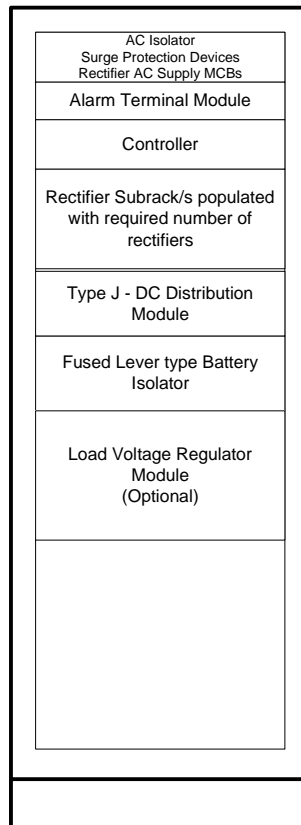 AC Isolator
Surge Protection Devices
Rectifier AC Supply MCBs
Alarm Terminal Module
Controller
Rectifier Subrack/s populated
with required number of
rectifiers
Type J - DC Distribution
Module
Fused Lever type Battery
Isolator
Load Voltage Regulator
Module
(Optional)